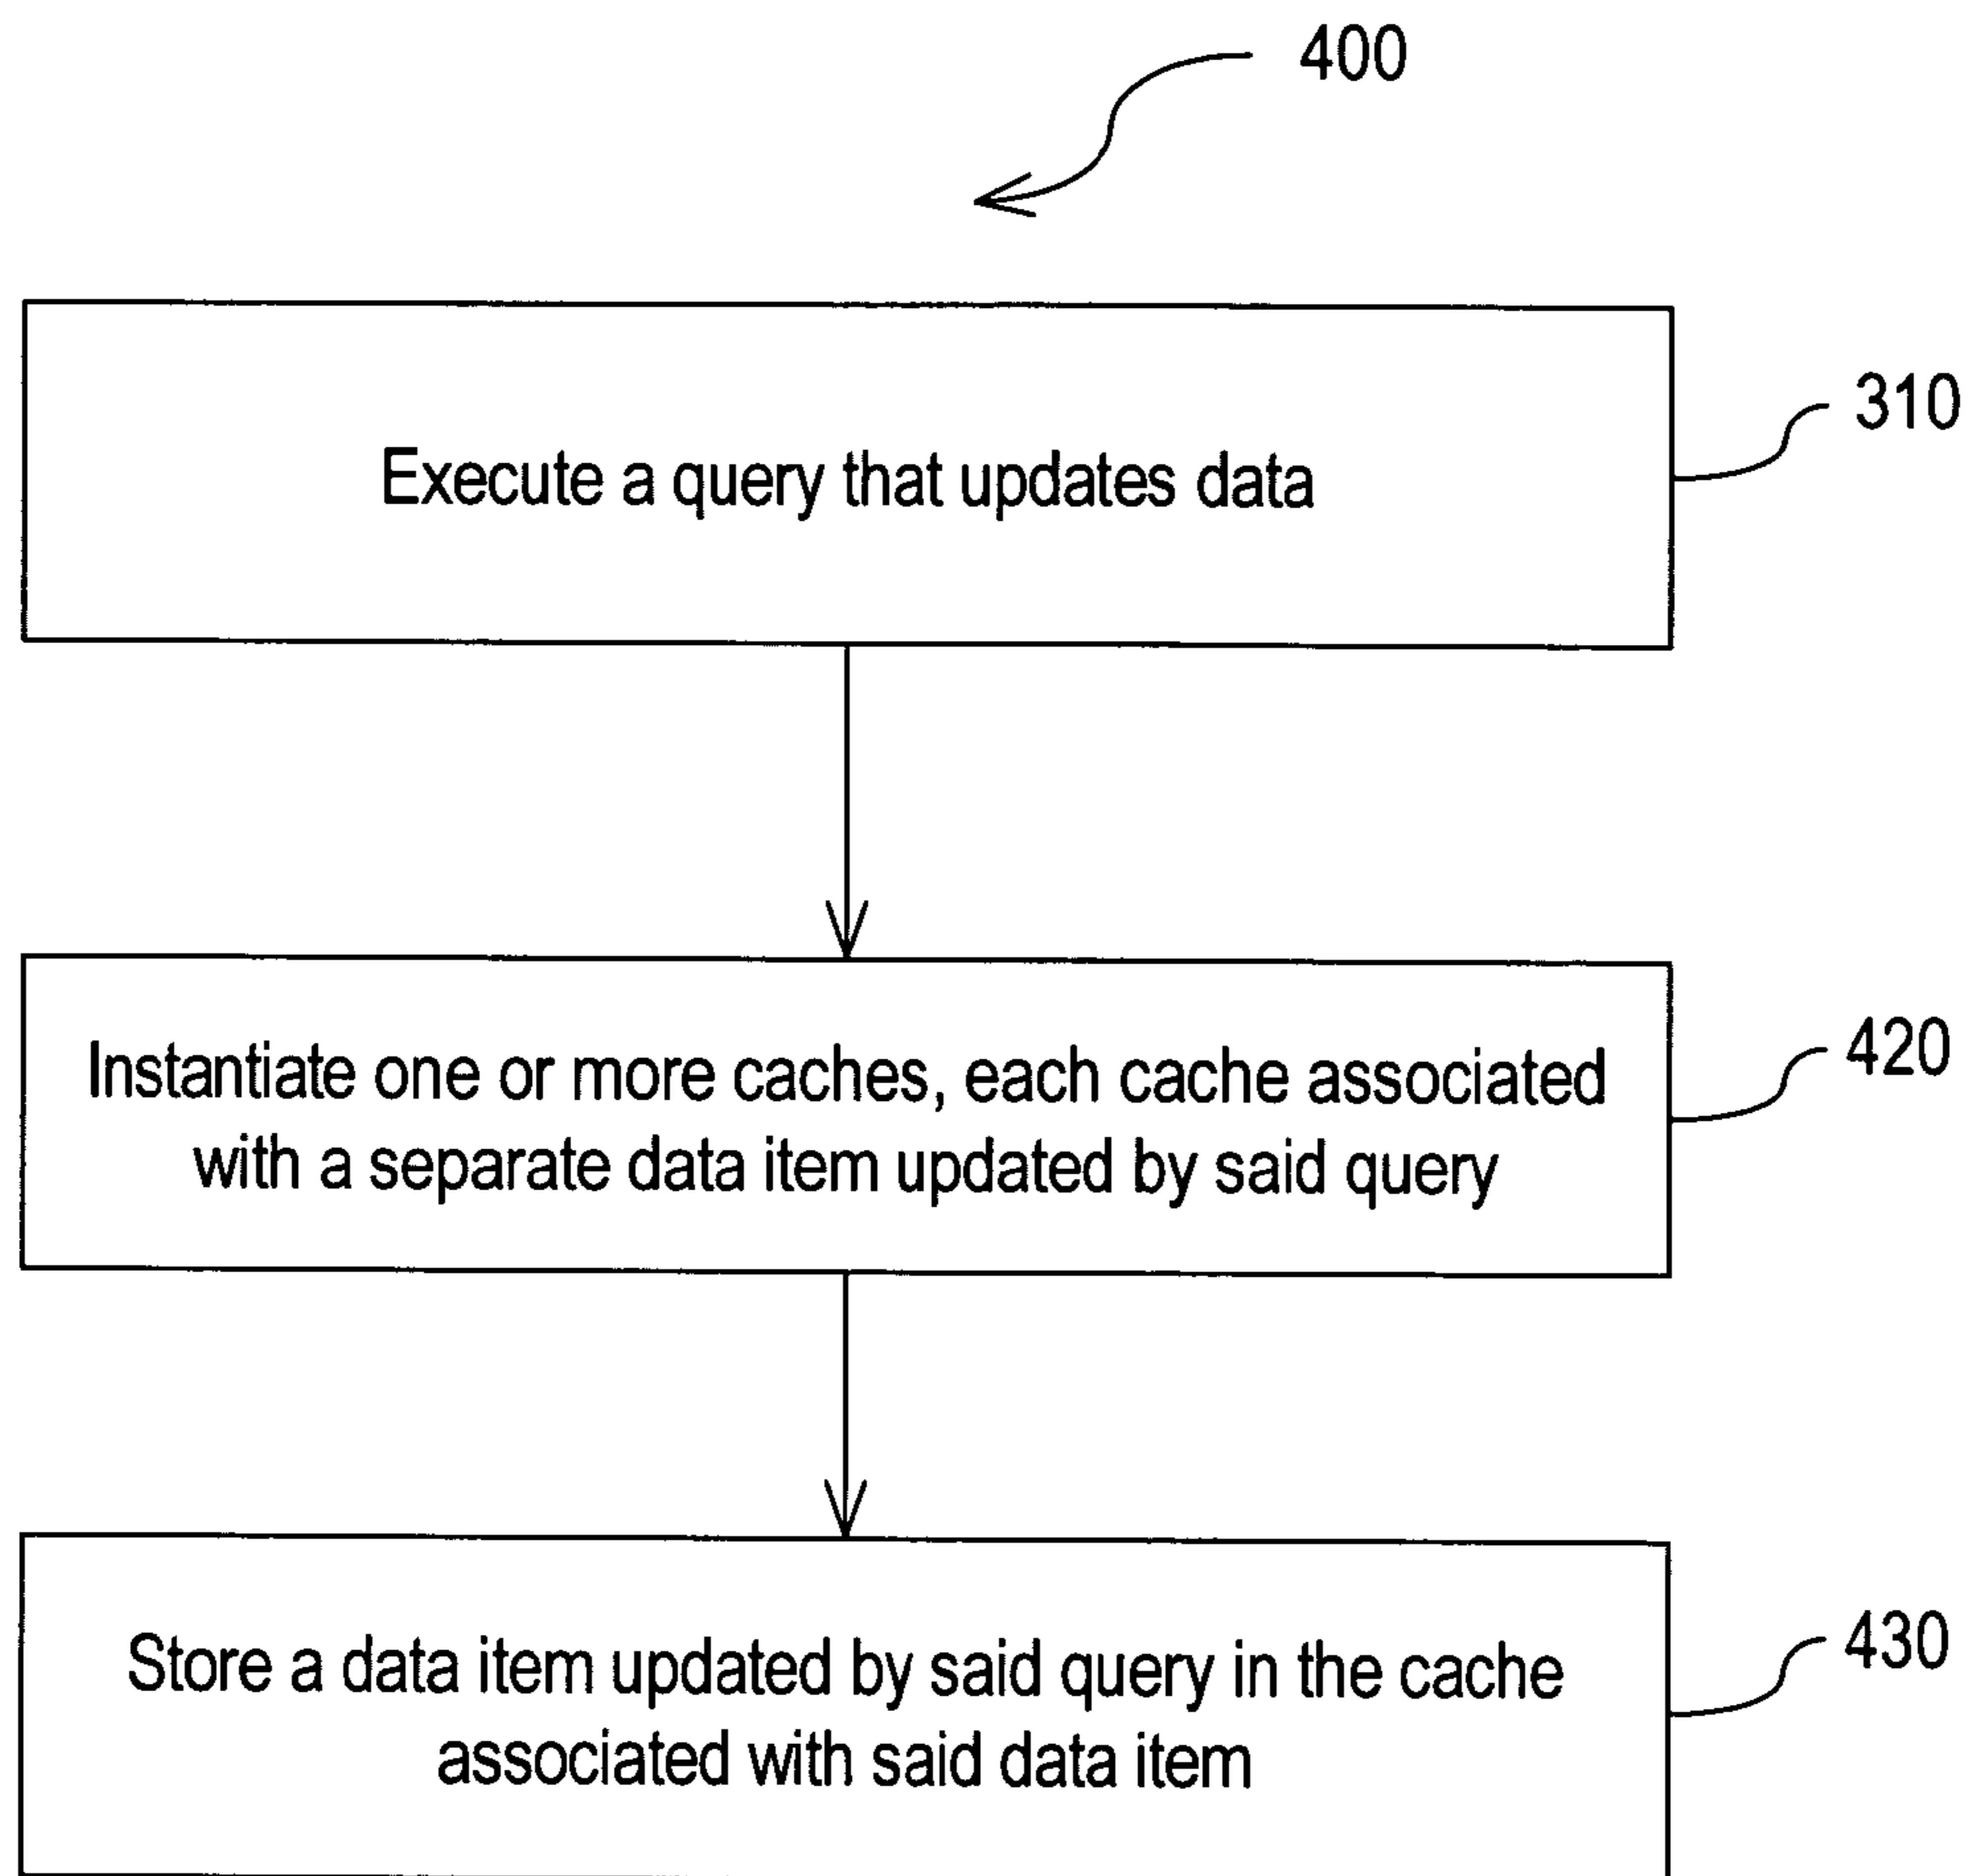 400
310
Execute a query that updates data
420
Instantiate one or more caches, each cache associated
with a separate data item updated by said query
430
Store a data item updated by said query in the cache
associated with said data item